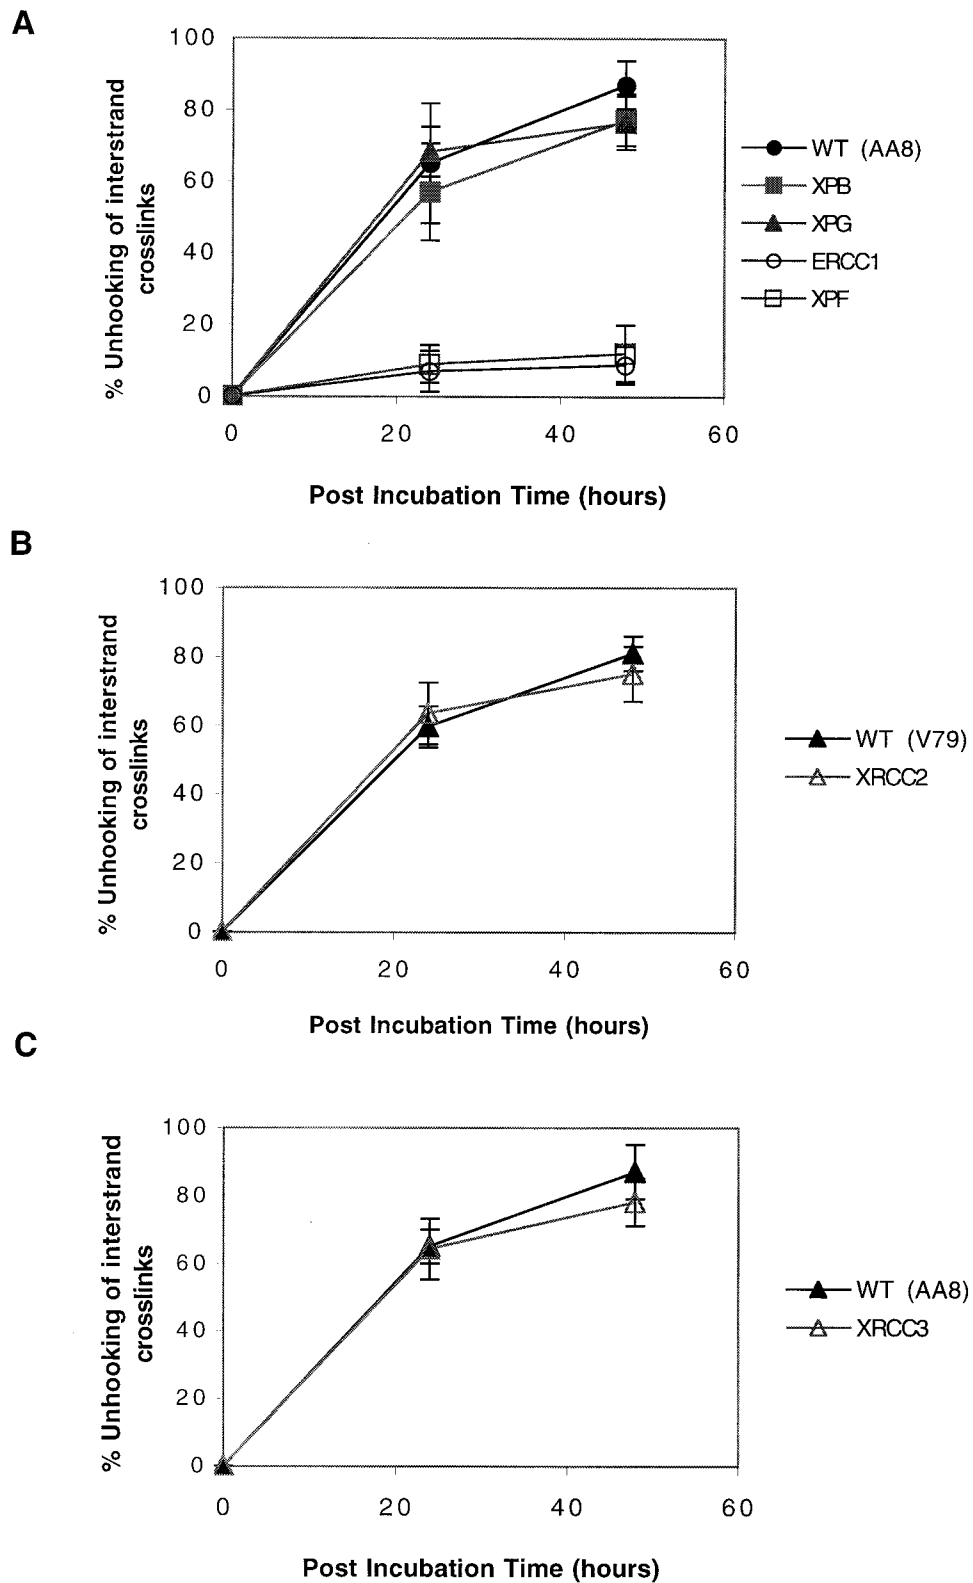 A
% Unhooking of interstrand
crosslinks
100
80
60
40
20
0
0 20 40 60
Post Incubation Time (hours)
WT (AA8)
XPB
XPG
ERCC1
XPF
B
% Unhooking of interstrand
crosslinks
100
80
60
40
20
0
0 20 40 60
Post Incubation Time (hours)
WT (V79)
XRCC2
C
% Unhooking of interstrand
crosslinks
100
80
60
40
20
0
0 20 40 60
Post Incubation Time (hours)
WT (AA8)
XRCC3